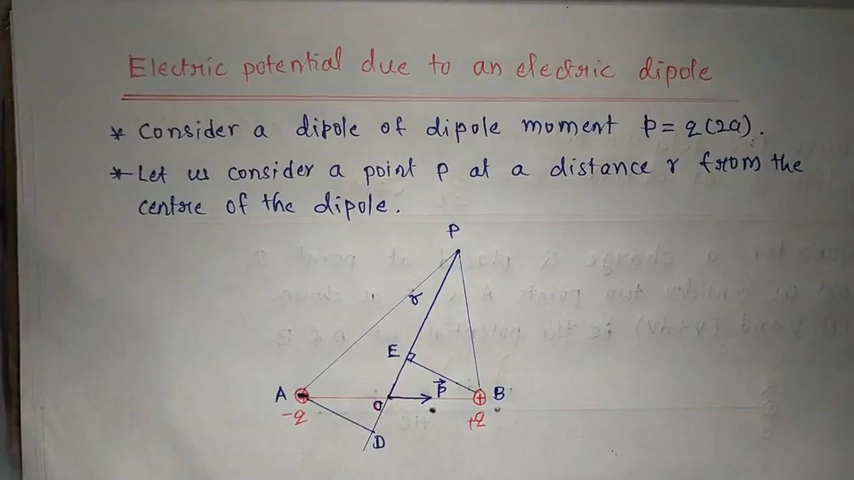 Electric potential due to an electric dipole
* Consider a dipole of dipole moment p = q(2a).
* Let us consider a point P at a distance r from the
centre of the dipole.
P
r
E
A
O
p⃗
B
-q
+q
D